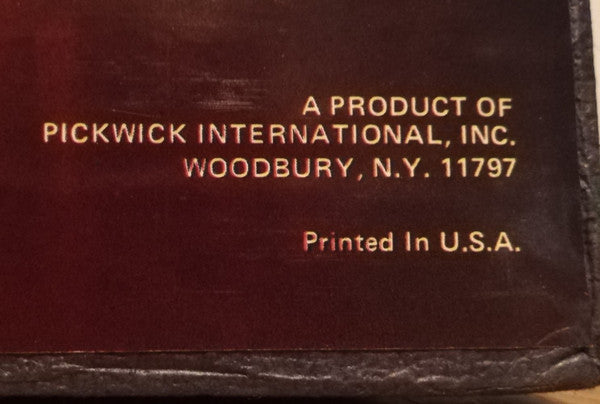 A PRODUCT OF
PICKWICK INTERNATIONAL, INC.
WOODBURY, N.Y. 11797
Printed In U.S.A.